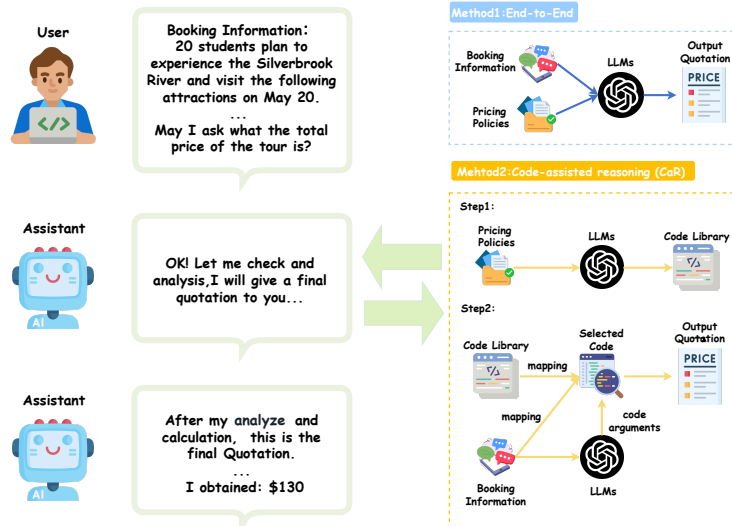 User
Booking Information:
20 students plan to
experience the Silverbrook
River and visit the following
attractions on May 20.
...
May I ask what the total
price of the tour is?
</>
Assistant
OK! Let me check and
analysis,I will give a final
quotation to you...
AI
Assistant
After my analyze and
calculation, this is the
final Quotation.
...
I obtained: $130
AI
Method1:End-to-End
Booking
Information
Pricing
Policies
LLMs
Output
Quotation
PRICE
Mehtod2:Code-assisted reasoning (CaR)
Step1:
Pricing
Policies
LLMs
Code Library
</>
Step2:
Code Library
</>
mapping
Selected
Code
Output
Quotation
PRICE
mapping
code
arguments
Booking
Information
LLMs